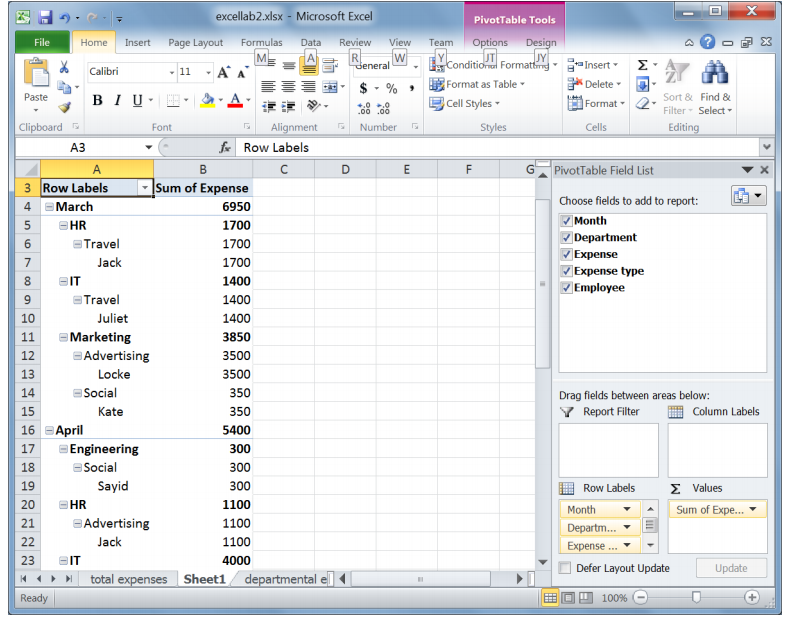 excellab2.xlsx - Microsoft Excel
PivotTable Tools
File Home Insert Page Layout Formulas Data Review View Team Options Design
M A R W Y JT JY
Paste
Calibri 11 A A
B I U A
General
$ % ,
.0 .00 .00 .0
Conditional Formatting
Format as Table
Cell Styles
Insert
Delete
Format
Σ
Sort & Filter
Find & Select
Clipboard Font Alignment Number Styles Cells Editing
A3 fx Row Labels
A B C D E F G
3 Row Labels Sum of Expense
4 March 6950
5 HR 1700
6 Travel 1700
7 Jack 1700
8 IT 1400
9 Travel 1400
10 Juliet 1400
11 Marketing 3850
12 Advertising 3500
13 Locke 3500
14 Social 350
15 Kate 350
16 April 5400
17 Engineering 300
18 Social 300
19 Sayid 300
20 HR 1100
21 Advertising 1100
22 Jack 1100
23 IT 4000
total expenses Sheet1 departmental e
PivotTable Field List
Choose fields to add to report:
Month
Department
Expense
Expense type
Employee
Drag fields between areas below:
Report Filter Column Labels
Row Labels Σ Values
Month Sum of Expe...
Departm...
Expense ...
Defer Layout Update Update
Ready 100%